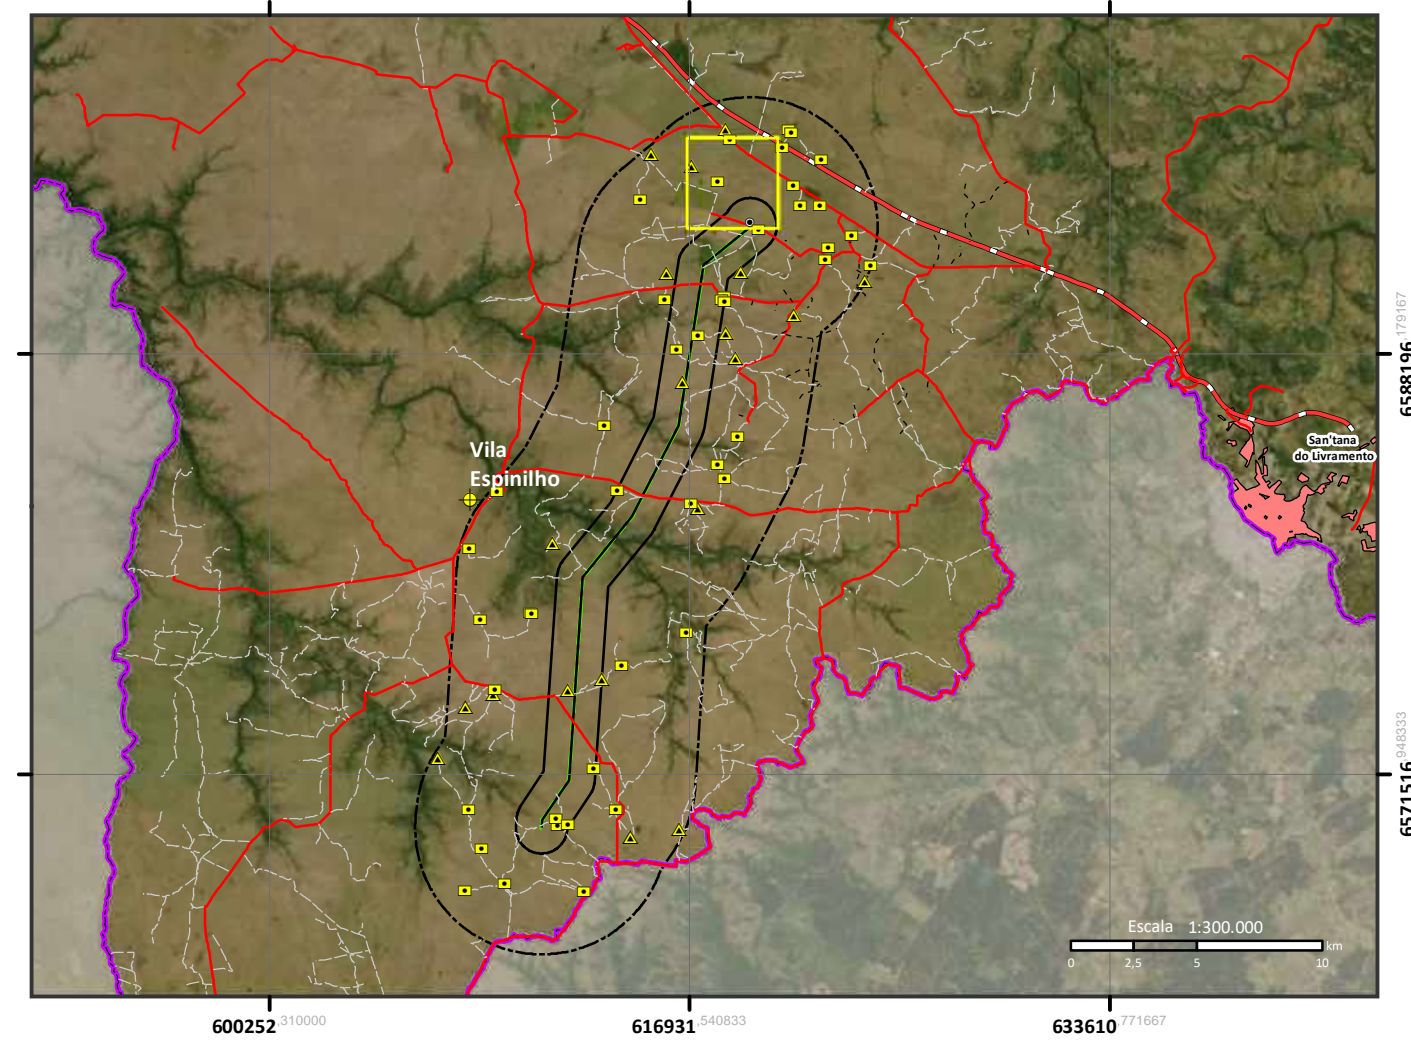 Vila
Espinilho
San'tana
do Livramento
6588196,179167
6571516,948333
Escala 1:300.000
km
0 2,5 5 10
600252,310000 616931,540833 633610,771667